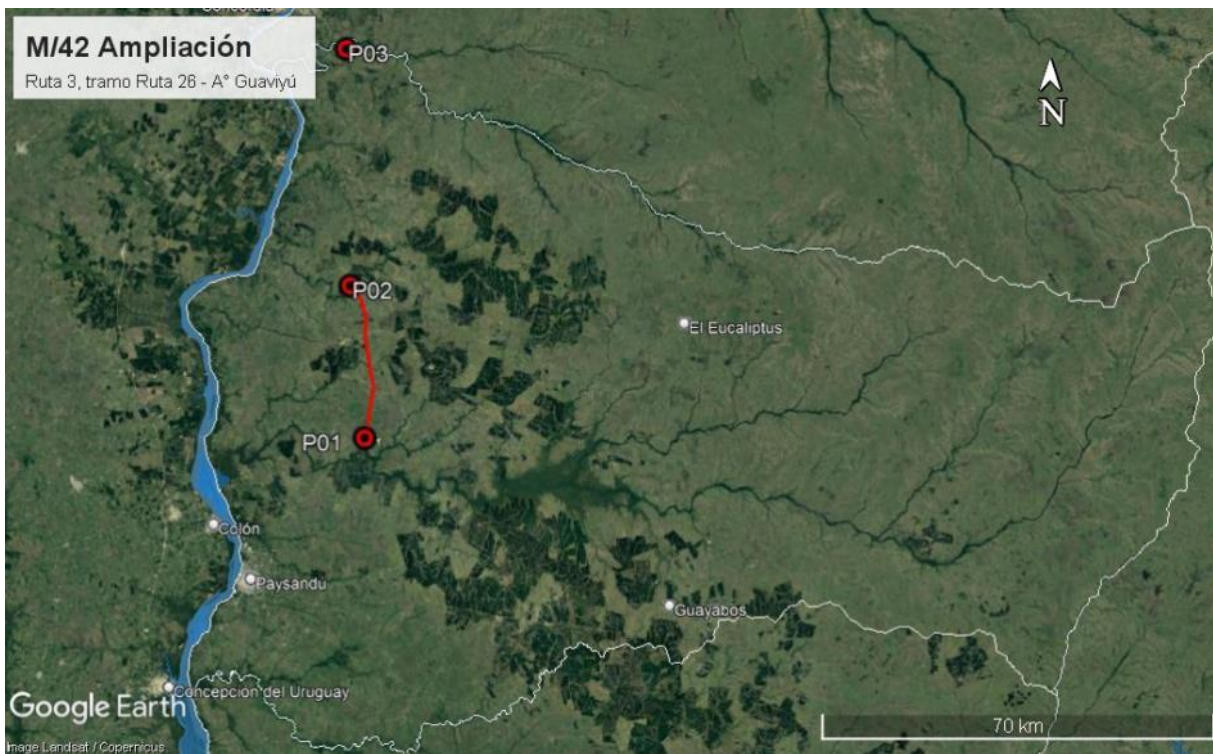 Concordia
M/42 Ampliación
Ruta 3, tramo Ruta 26 - A° Guaviyú
P03
N
P02
El Eucaliptus
P01
Colón
Paysandú
Guayabos
Concepción del Uruguay
Google Earth
70 km
Image Landsat / Copernicus